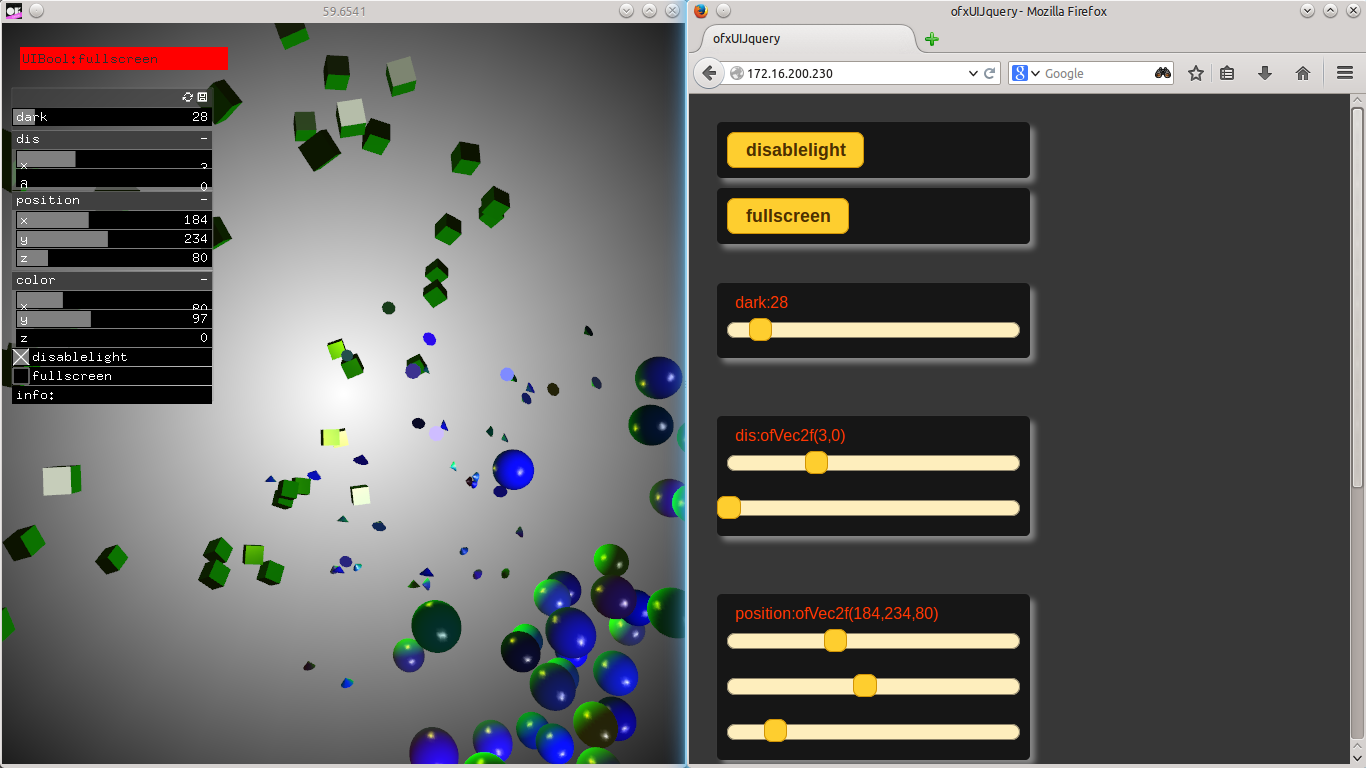 59.6541
UIBool:fullscreen
dark 28
dis -
x 3
a 0
position -
x 184
y 234
z 80
color -
x 80
y 97
z 0
disablelight
fullscreen
info:
ofxUIJquery - Mozilla Firefox
ofxUIJquery
172.16.200.230
Google
disablelight
fullscreen
dark:28
dis:ofVec2f(3,0)
position:ofVec2f(184,234,80)